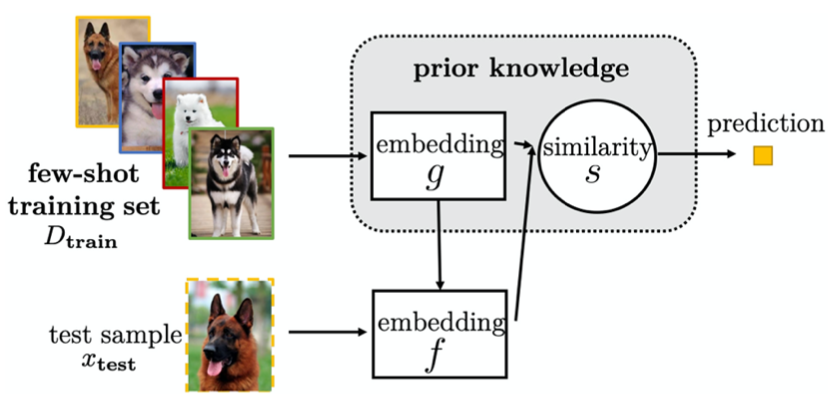 prior knowledge
few-shot
training set
D_train
embedding
g
similarity
s
prediction
test sample
x_test
embedding
f